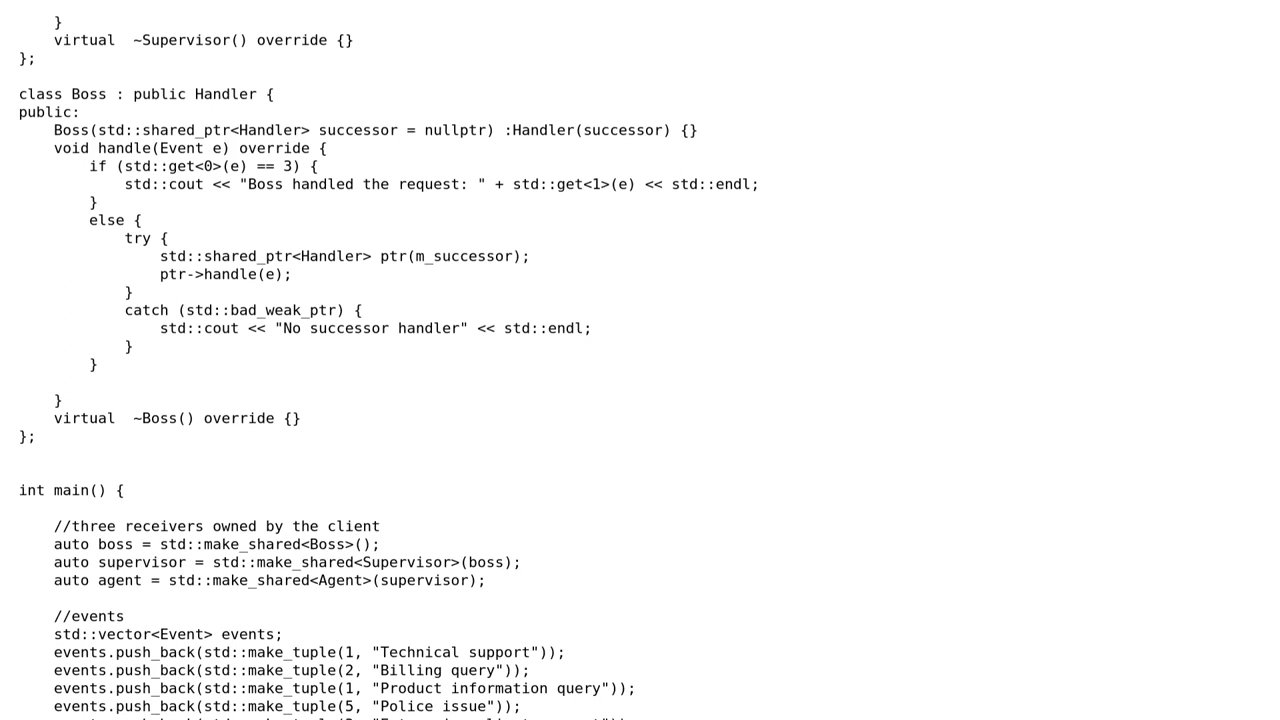 }
    virtual  ~Supervisor() override {}
};

class Boss : public Handler {
public:
    Boss(std::shared_ptr<Handler> successor = nullptr) :Handler(successor) {}
    void handle(Event e) override {
        if (std::get<0>(e) == 3) {
            std::cout << "Boss handled the request: " + std::get<1>(e) << std::endl;
        }
        else {
            try {
                std::shared_ptr<Handler> ptr(m_successor);
                ptr->handle(e);
            }
            catch (std::bad_weak_ptr) {
                std::cout << "No successor handler" << std::endl;
            }
        }

    }
    virtual  ~Boss() override {}
};


int main() {

    //three receivers owned by the client
    auto boss = std::make_shared<Boss>();
    auto supervisor = std::make_shared<Supervisor>(boss);
    auto agent = std::make_shared<Agent>(supervisor);

    //events
    std::vector<Event> events;
    events.push_back(std::make_tuple(1, "Technical support"));
    events.push_back(std::make_tuple(2, "Billing query"));
    events.push_back(std::make_tuple(1, "Product information query"));
    events.push_back(std::make_tuple(5, "Police issue"));